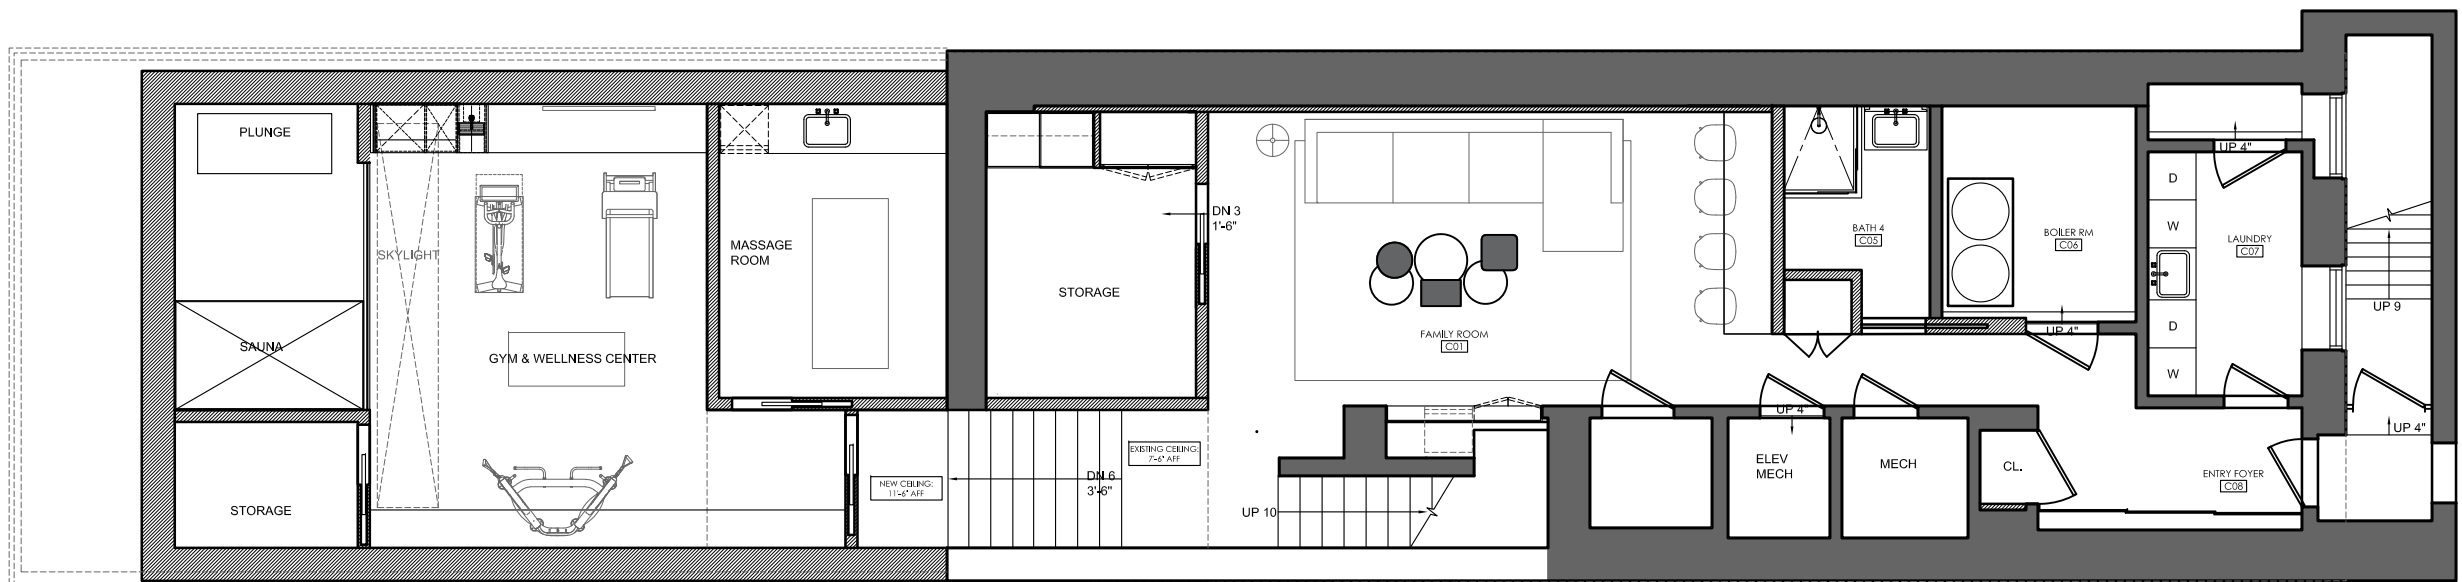 PLUNGE
SKYLIGHT
SAUNA
GYM & WELLNESS CENTER
STORAGE
MASSAGE
ROOM
NEW CEILING:
11'-6" AFF
DN 6
3'-6"
EXISTING CEILING:
7'-6" AFF
STORAGE
DN 3
1'-6"
UP 10
FAMILY ROOM
C01
BATH 4
C05
BOILER RM
C06
UP 4"
UP 4"
ELEV
MECH
MECH
CL.
UP 4"
D
W
D
W
LAUNDRY
C07
ENTRY FOYER
C08
UP 9
UP 4"